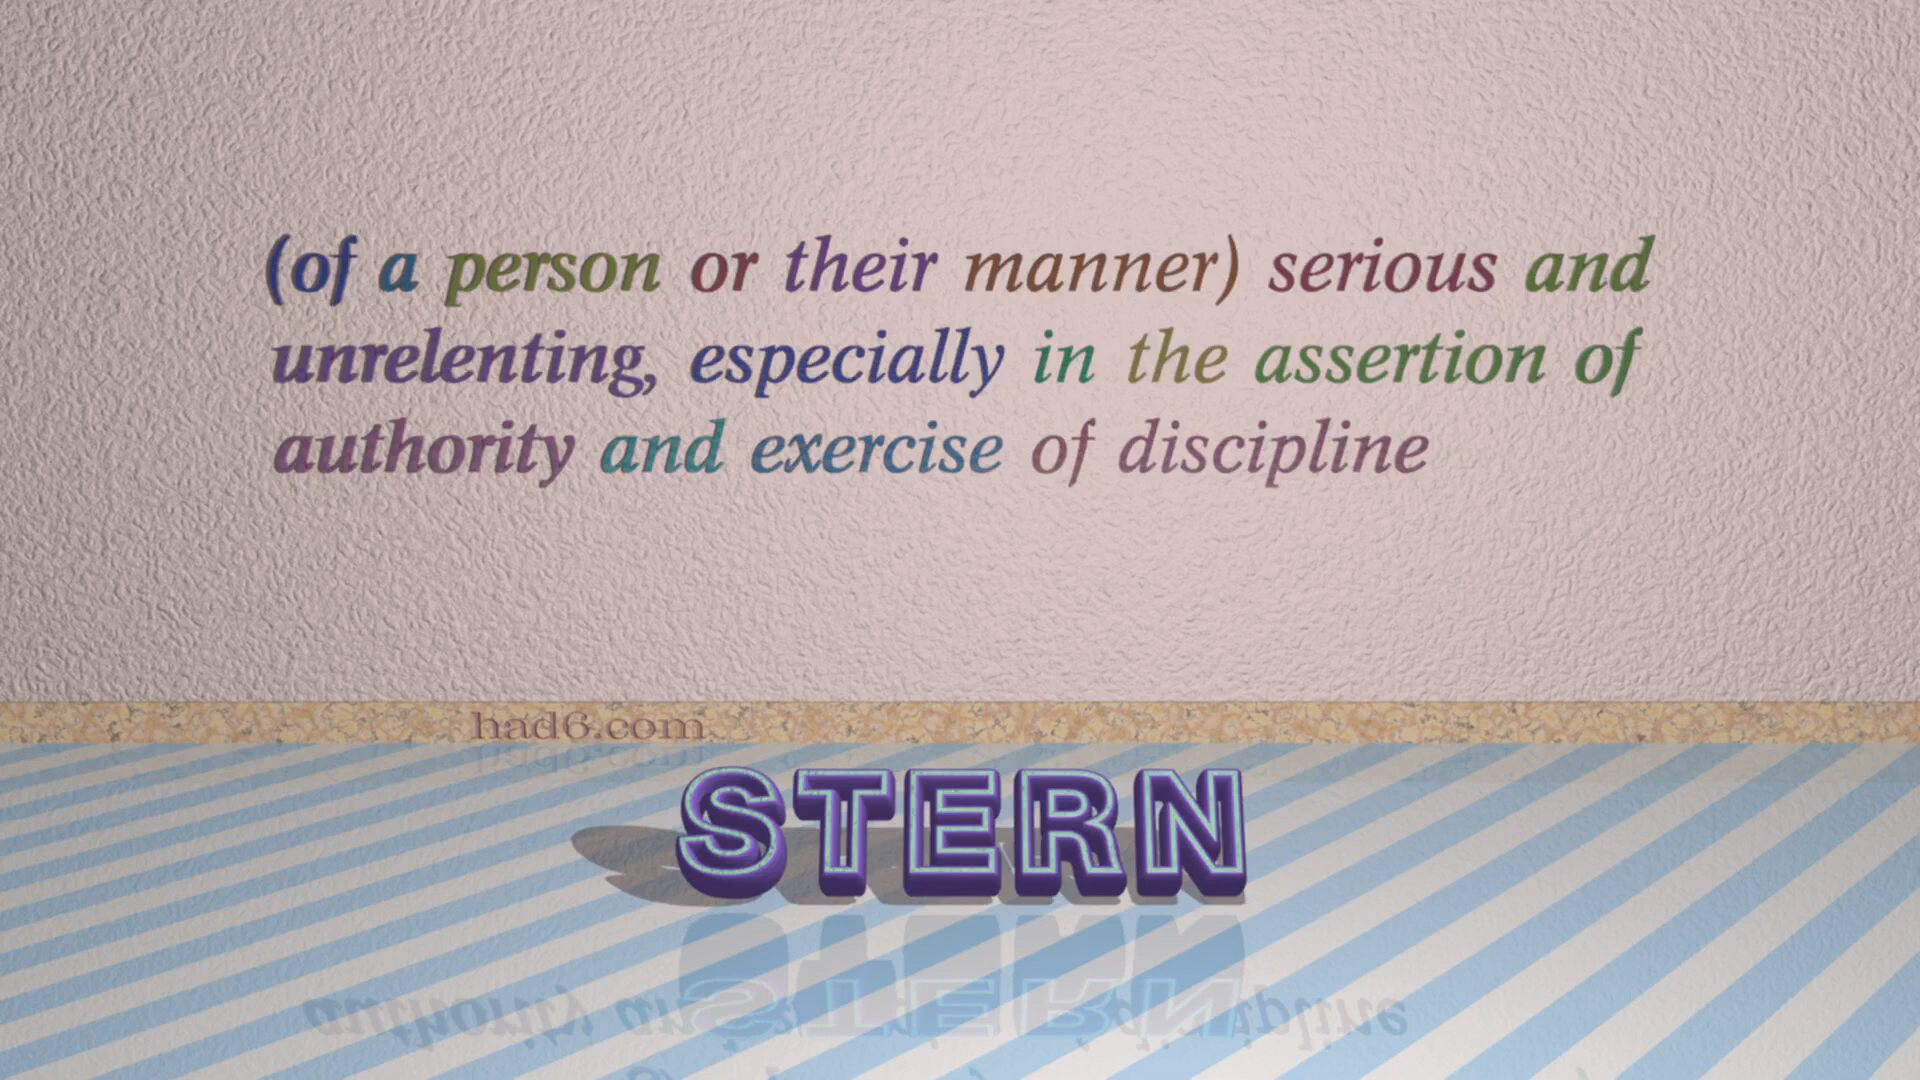 (of a person or their manner) serious and
unrelenting, especially in the assertion of
authority and exercise of discipline
had6.com
STERN